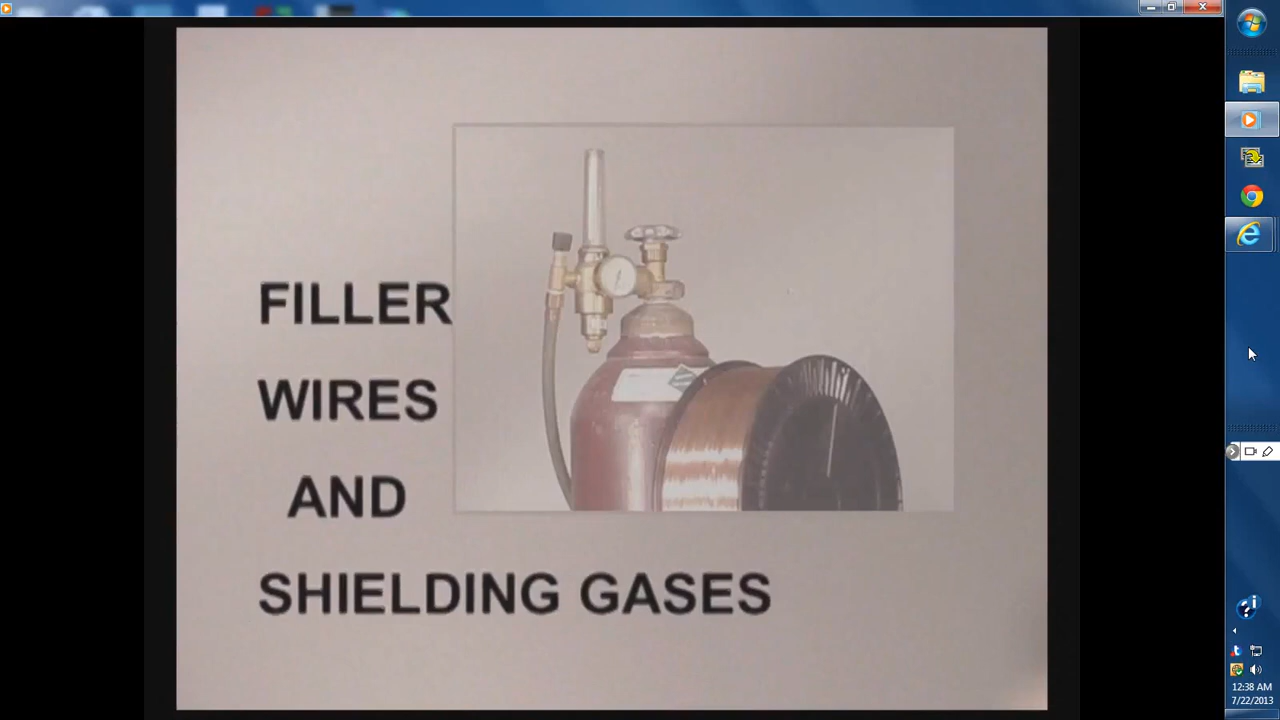 FILLER
WIRES
AND
SHIELDING GASES
12:38 AM
7/22/2013